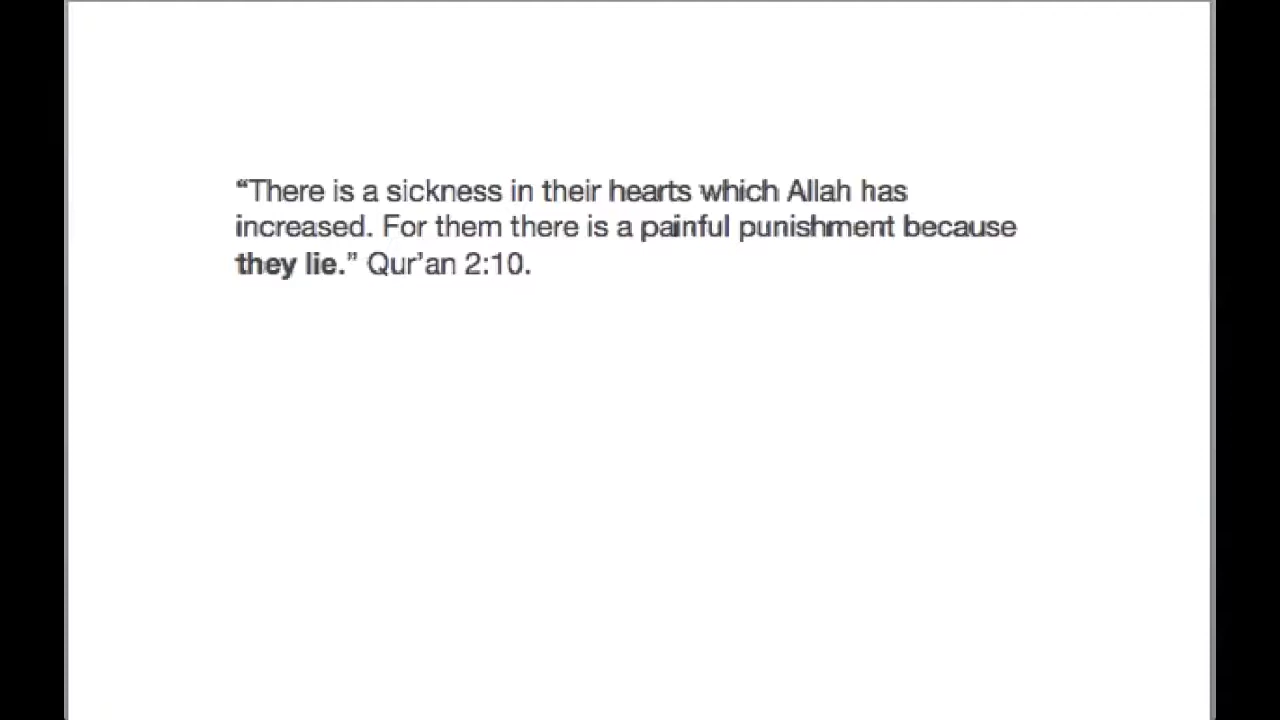 “There is a sickness in their hearts which Allah has
increased. For them there is a painful punishment because
they lie.” Qur’an 2:10.